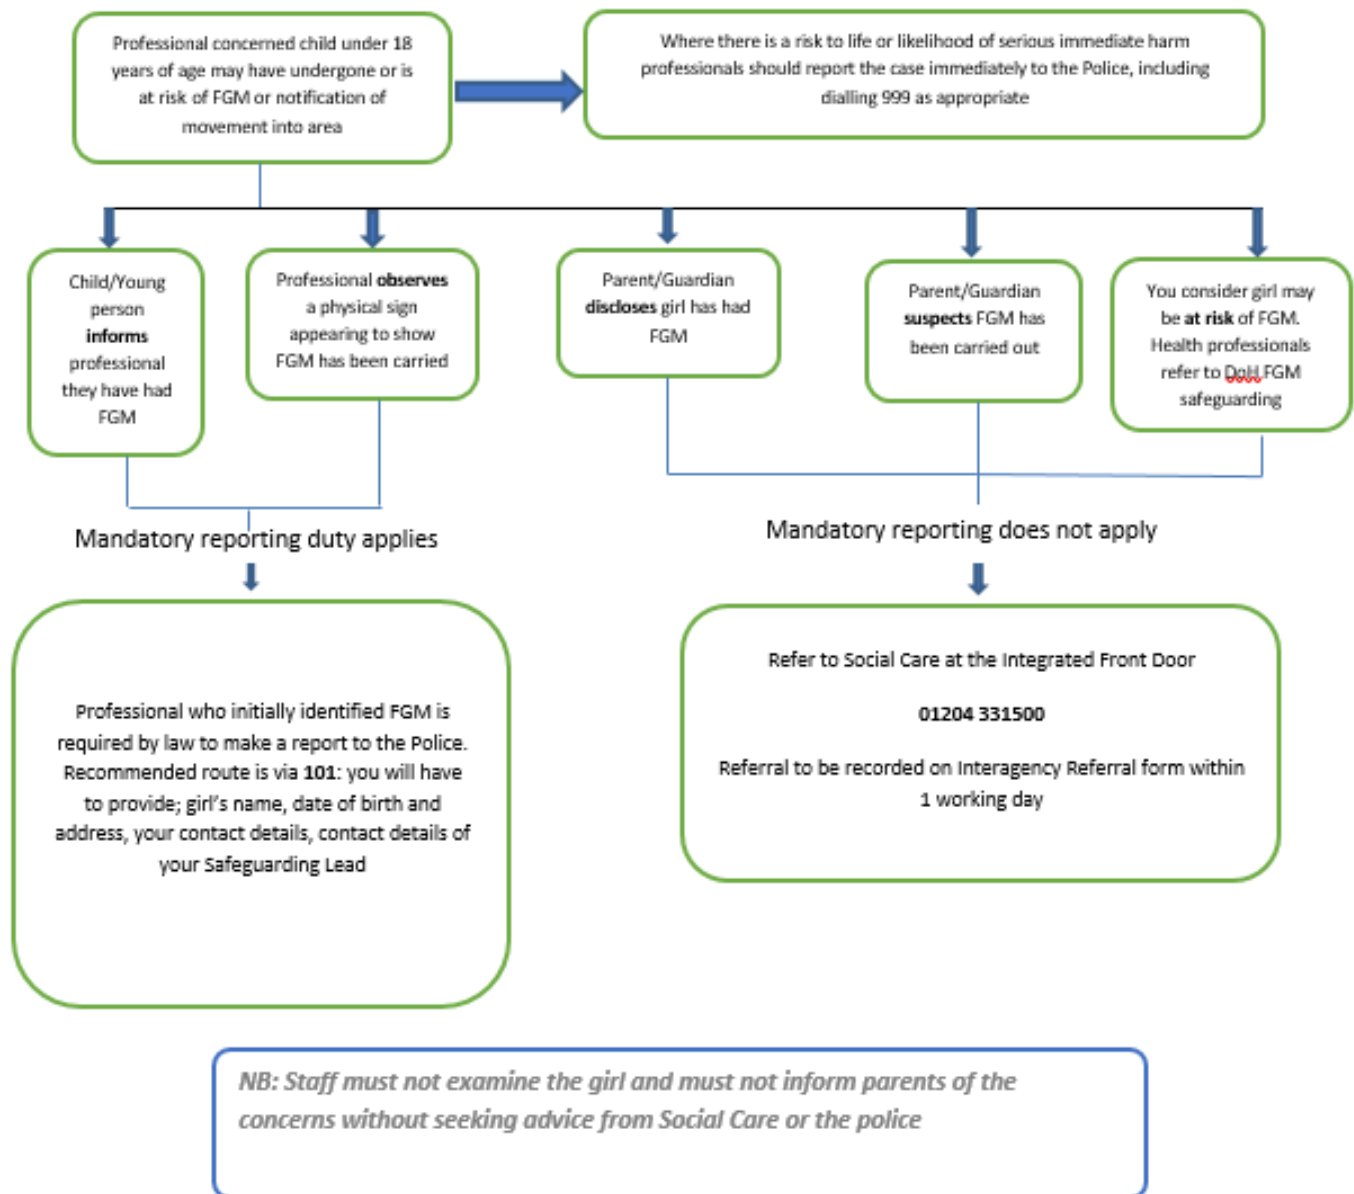 Professional concerned child under 18
years of age may have undergone or is
at risk of FGM or notification of
movement into area
Where there is a risk to life or likelihood of serious immediate harm
professionals should report the case immediately to the Police, including
dialling 999 as appropriate
Child/Young
person
informs
professional
they have had
FGM
Professional observes
a physical sign
appearing to show
FGM has been carried
Parent/Guardian
discloses girl has had
FGM
Parent/Guardian
suspects FGM has
been carried out
You consider girl may
be at risk of FGM.
Health professionals
refer to DoH FGM
safeguarding
Mandatory reporting duty applies
Mandatory reporting does not apply
Professional who initially identified FGM is
required by law to make a report to the Police.
Recommended route is via 101: you will have
to provide; girl's name, date of birth and
address, your contact details, contact details of
your Safeguarding Lead
Refer to Social Care at the Integrated Front Door
01204 331500
Referral to be recorded on Interagency Referral form within
1 working day
NB: Staff must not examine the girl and must not inform parents of the
concerns without seeking advice from Social Care or the police